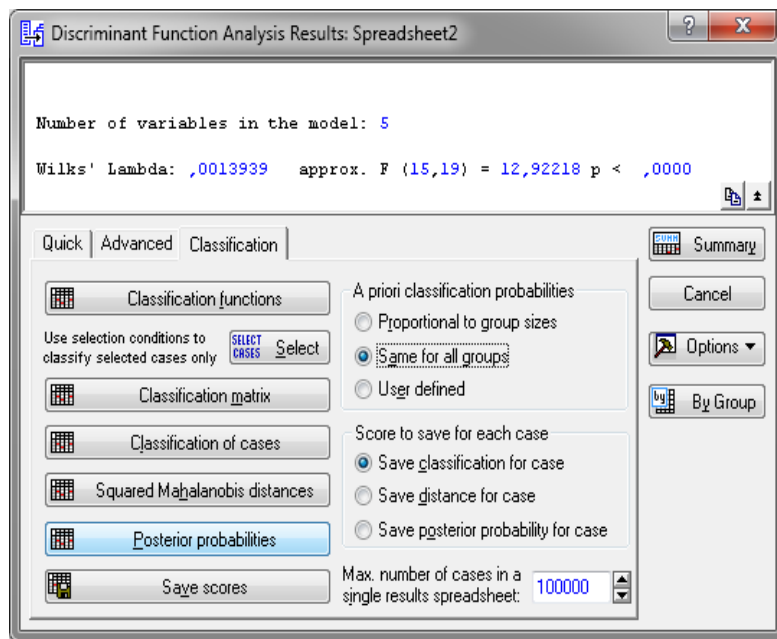 Discriminant Function Analysis Results: Spreadsheet2
Number of variables in the model: 5
Wilks' Lambda: ,0013939 approx. F (15,19) = 12,92218 p < ,0000
Quick
Advanced
Classification
Classification functions
Use selection conditions to
classify selected cases only
SELECT
CASES
Select
Classification matrix
Classification of cases
Squared Mahalanobis distances
Posterior probabilities
Save scores
A priori classification probabilities
Proportional to group sizes
Same for all groups
User defined
Score to save for each case
Save classification for case
Save distance for case
Save posterior probability for case
Max. number of cases in a
single results spreadsheet:
100000
Summary
Cancel
Options
By Group